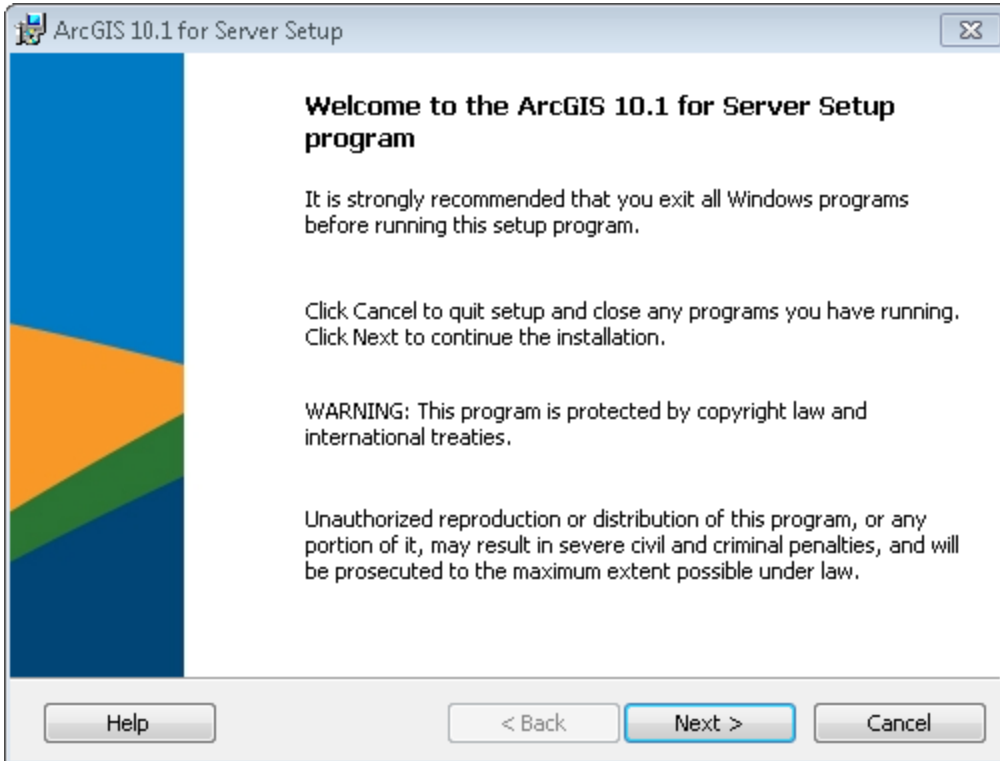 ArcGIS 10.1 for Server Setup
Welcome to the ArcGIS 10.1 for Server Setup
program
It is strongly recommended that you exit all Windows programs
before running this setup program.
Click Cancel to quit setup and close any programs you have running.
Click Next to continue the installation.
WARNING: This program is protected by copyright law and
international treaties.
Unauthorized reproduction or distribution of this program, or any
portion of it, may result in severe civil and criminal penalties, and will
be prosecuted to the maximum extent possible under law.
Help < Back Next > Cancel